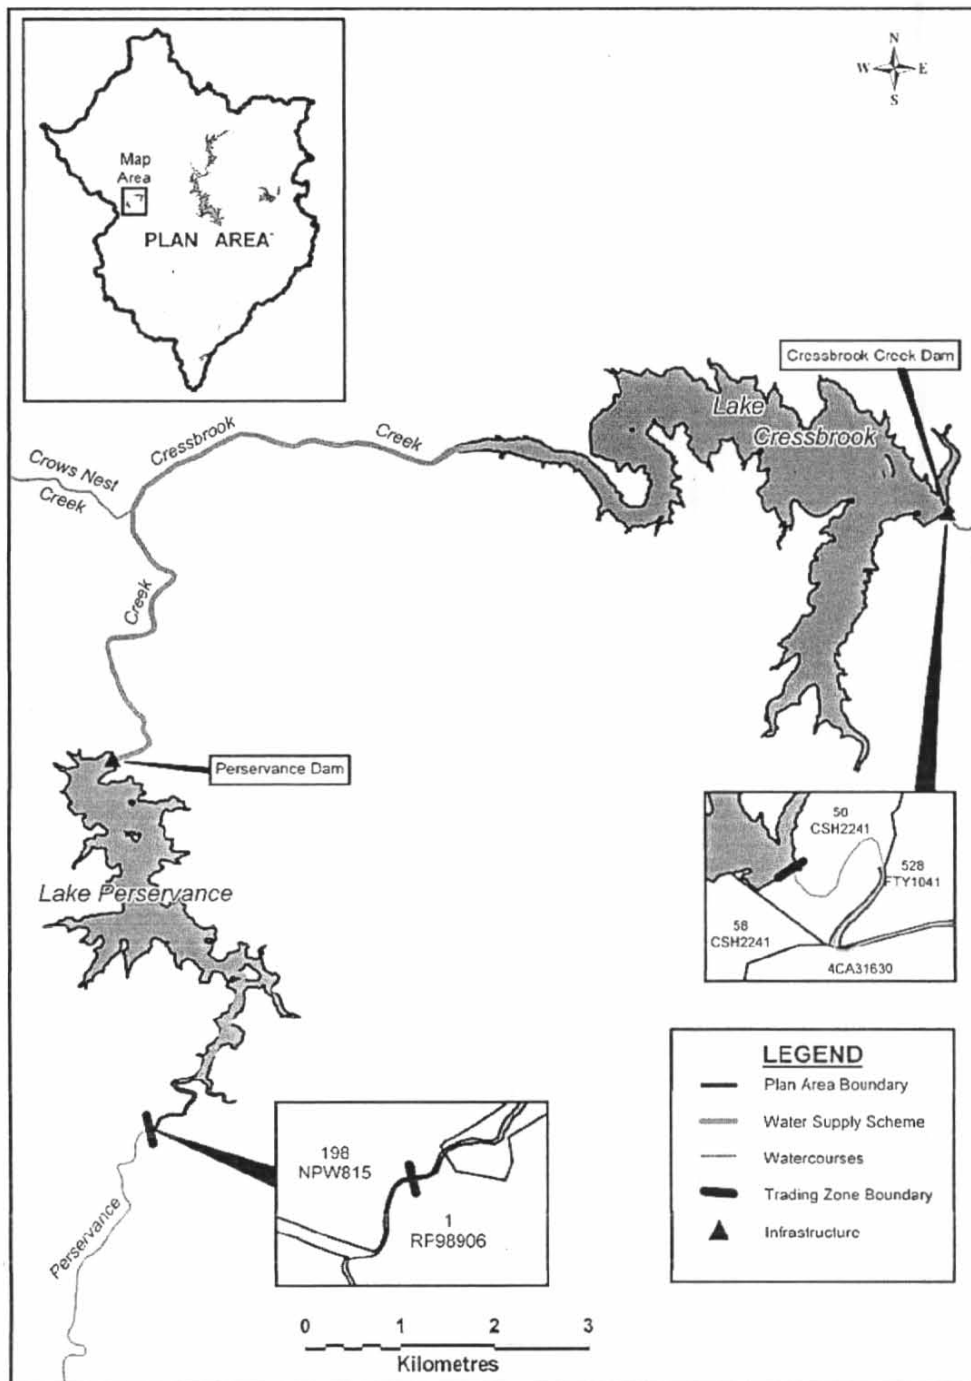 N
W E
S
Map
Area
PLAN AREA
Cressbrook Creek Dam
Lake
Cressbrook
Cressbrook
Creek
Crows Nest
Creek
Creek
Perservance Dam
Lake Perservance
50
CSH2241
528
FTY1041
58
CSH2241
4CA31630
198
NPW815
1
RP98906
Perservance
LEGEND
Plan Area Boundary
Water Supply Scheme
Watercourses
Trading Zone Boundary
Infrastructure
0 1 2 3
Kilometres